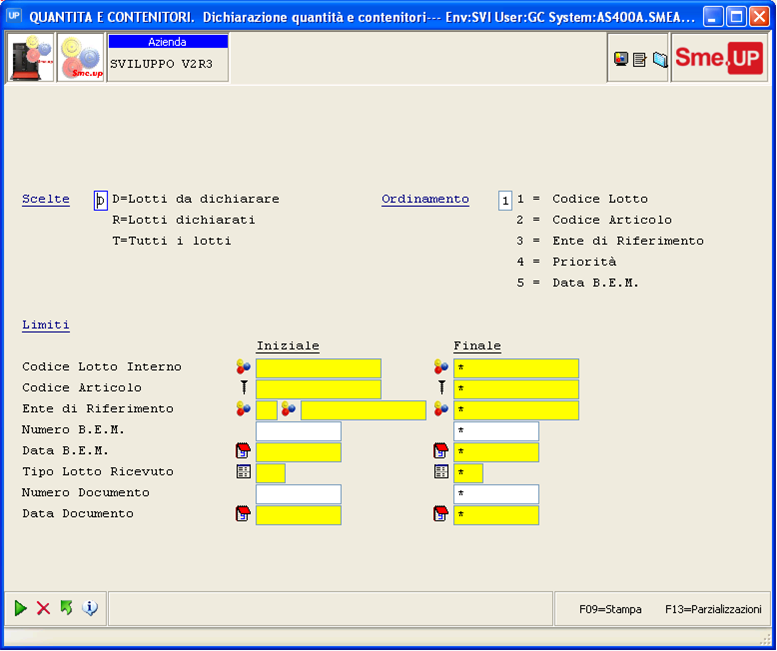 UP QUANTITA E CONTENITORI. Dichiarazione quantità e contenitori--- Env:SVI User:GC System:AS400A.SMEA...
Azienda
SVILUPPO V2R3
Sme.up
Sme.UP
Scelte D D=Lotti da dichiarare
R=Lotti dichiarati
T=Tutti i lotti
Ordinamento 1 1 = Codice Lotto
2 = Codice Articolo
3 = Ente di Riferimento
4 = Priorità
5 = Data B.E.M.
Limiti
Iniziale Finale
Codice Lotto Interno *
Codice Articolo *
Ente di Riferimento *
Numero B.E.M. *
Data B.E.M. *
Tipo Lotto Ricevuto *
Numero Documento *
Data Documento *
F09=Stampa F13=Parzializzazioni